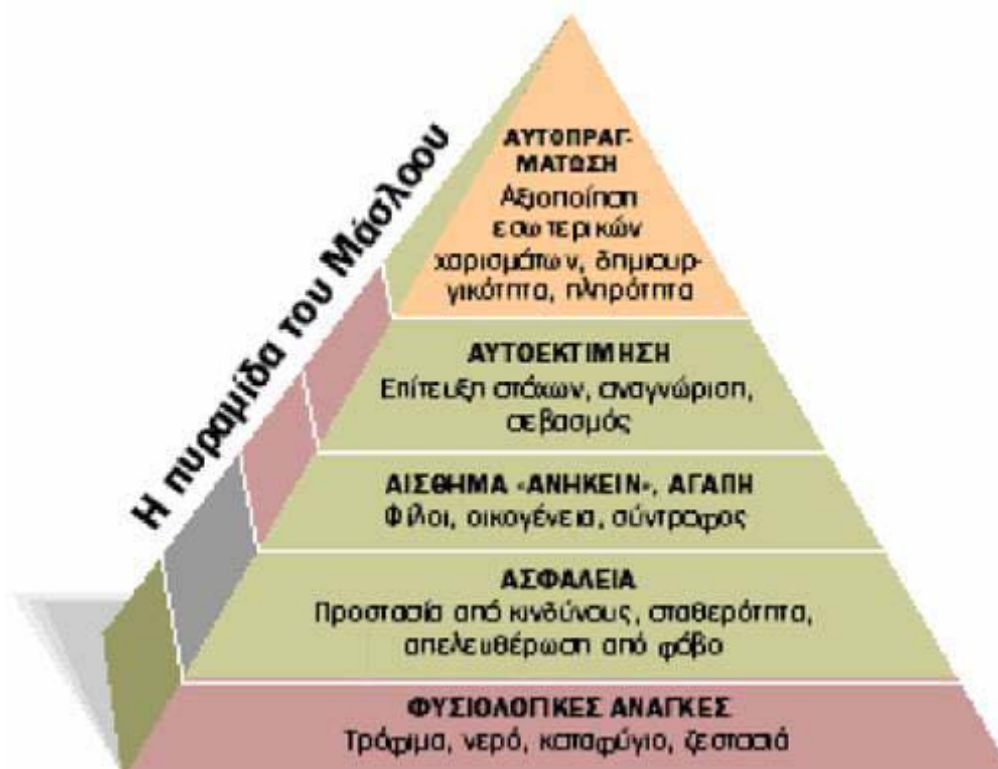 Η πυραμίδα του Μάσλοου
ΑΥΤΟΠΡΑΓ-
ΜΑΤΩΣΗ
Αξιοποίηση
εσωτερικών
χαρισμάτων, δημιουρ-
γικότητα, πληρότητα
ΑΥΤΟΕΚΤΙΜΗΣΗ
Επίτευξη στόχων, αναγνώριση,
σεβασμός
ΑΙΣΘΗΜΑ «ΑΝΗΚΕΙΝ», ΑΓΑΠΗ
Φίλοι, οικογένεια, σύντροφος
ΑΣΦΑΛΕΙΑ
Προστασία από κινδύνους, σταθερότητα,
απελευθέρωση από φόβο
ΦΥΣΙΟΛΟΓΙΚΕΣ ΑΝΑΓΚΕΣ
Τρόφιμα, νερό, καταφύγιο, ζεστασιά